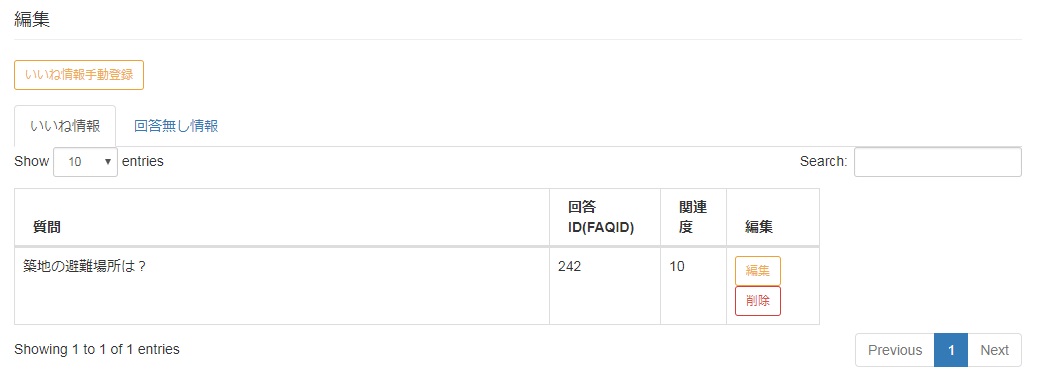 編集
いいね情報手動登録
いいね情報 回答無し情報
Show 10 entries Search:
質問 回答 ID(FAQID) 関連度 編集
築地の避難場所は？ 242 10 編集
削除
Showing 1 to 1 of 1 entries Previous 1 Next